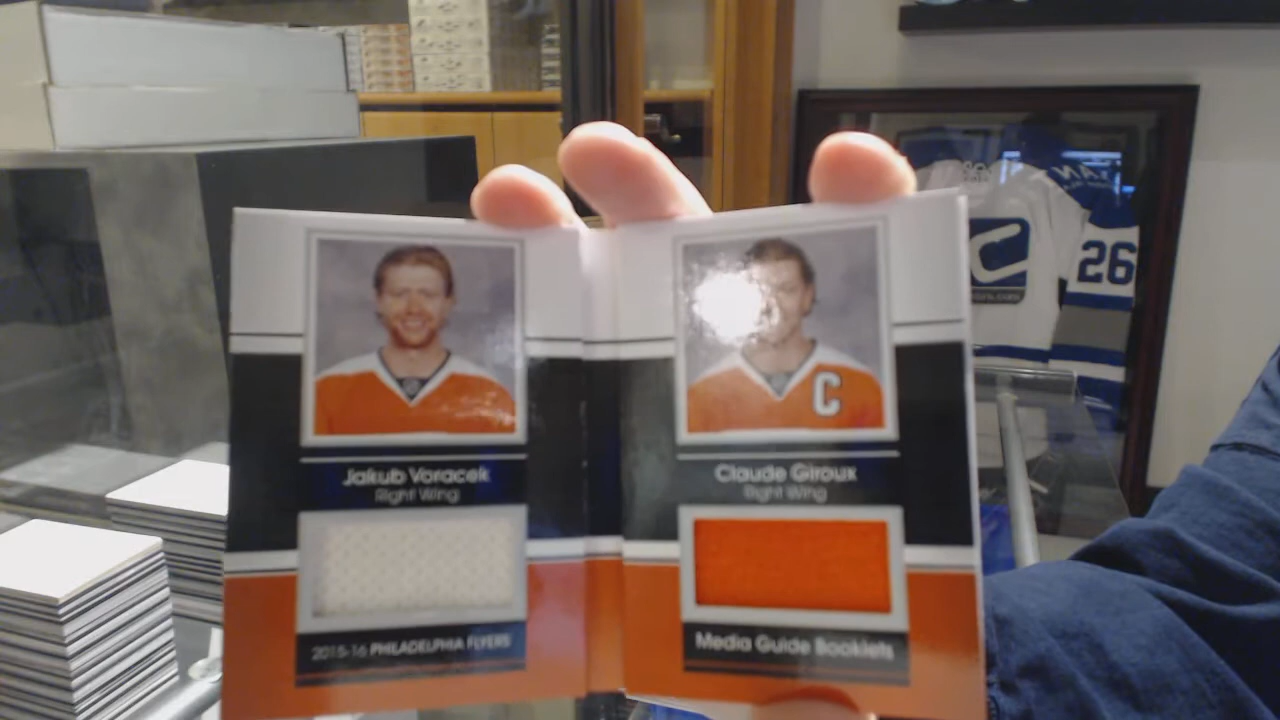 Jakub Voracek
Right Wing
2015-16 PHILADELPHIA FLYERS
Claude Giroux
Right Wing
Media Guide Booklets
C
C
26